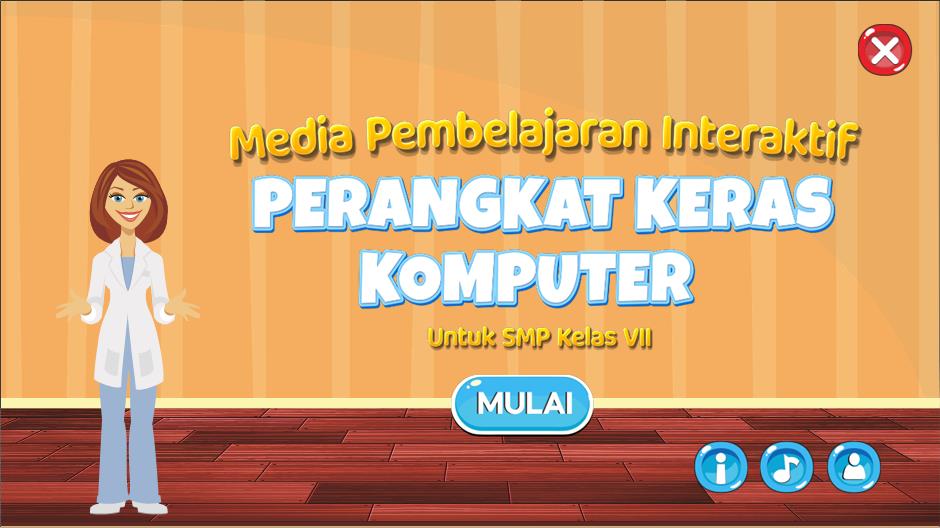 Media Pembelajaran Interaktif
PERANGKAT KERAS
KOMPUTER
Untuk SMP Kelas VII
MULAI